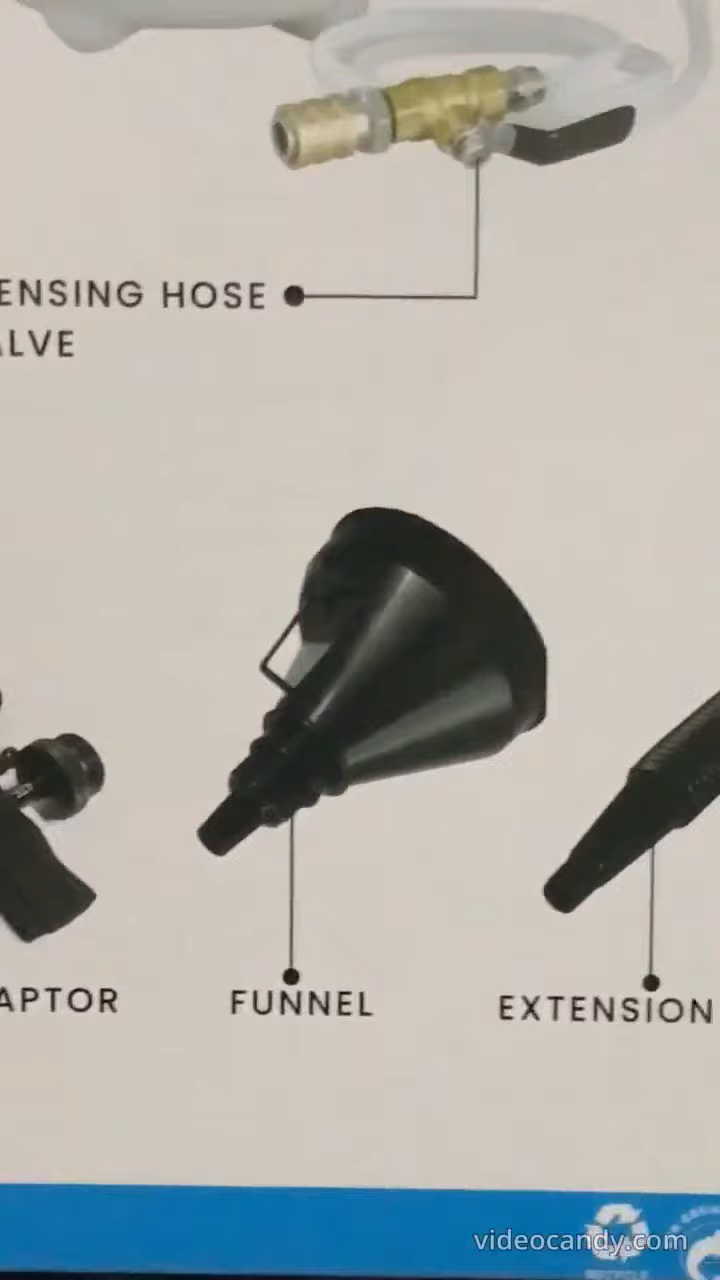 ENSING HOSE
ALVE
APTOR
FUNNEL
EXTENSION
videocandy.com